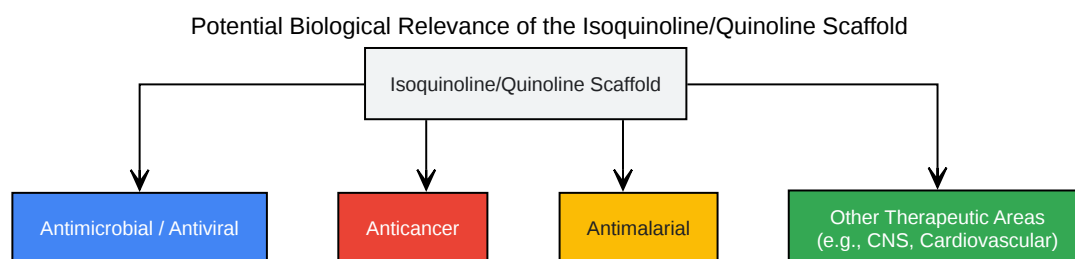 Potential Biological Relevance of the Isoquinoline/Quinoline Scaffold
Isoquinoline/Quinoline Scaffold
Antimicrobial / Antiviral
Anticancer
Antimalarial
Other Therapeutic Areas
(e.g., CNS, Cardiovascular)